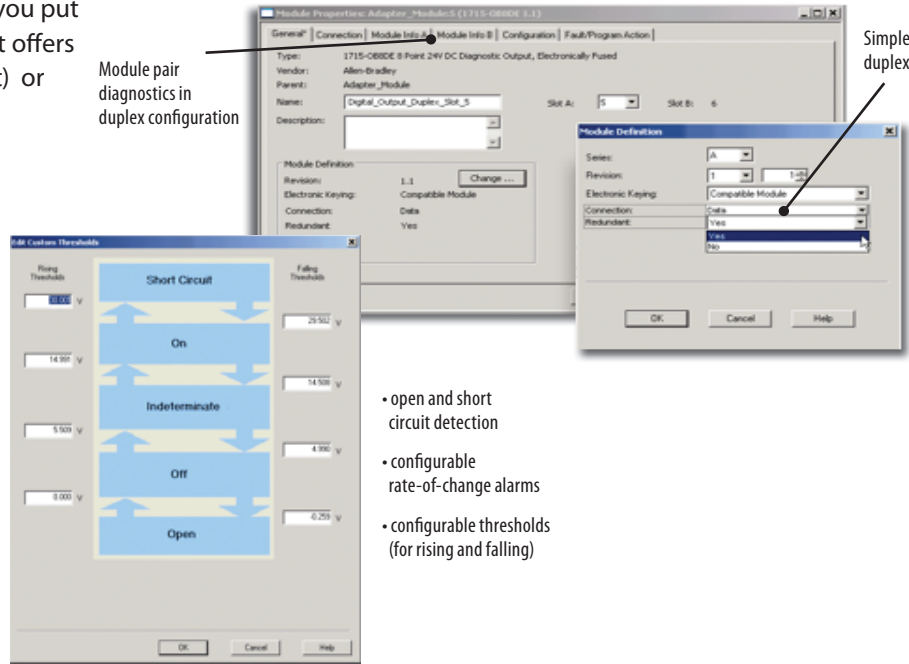 you put
t offers
t) or
Module pair
diagnostics in
duplex configuration
Simple
duplex
Module Properties: Adapter_Module:5 (1715-OB8DE 1.1)
General* Connection Module Info A Module Info B Configuration Fault/Program Action
Type: 1715-OB8DE 8 Point 24V DC Diagnostic Output, Electronically Fused
Vendor: Allen-Bradley
Parent: Adapter_Module
Name: Digital_Output_Duplex_Slot_5 Slot A: 5 Slot B: 6
Description:
Module Definition
Revision: 1.1 Change ...
Electronic Keying: Compatible Module
Connection: Data
Redundant: Yes
Module Definition
Series: A
Revision: 1 1
Electronic Keying: Compatible Module
Connection: Data
Redundant: Yes
Yes
No
OK Cancel Help
Edit Custom Thresholds
Rising
Thresholds
Falling
Thresholds
Short Circuit
V
29.502 V
On
14.991 V
14.508 V
Indeterminate
5.509 V
4.990 V
Off
0.000 V
-0.259 V
Open
OK Cancel Help
• open and short
circuit detection
• configurable
rate-of-change alarms
• configurable thresholds
(for rising and falling)